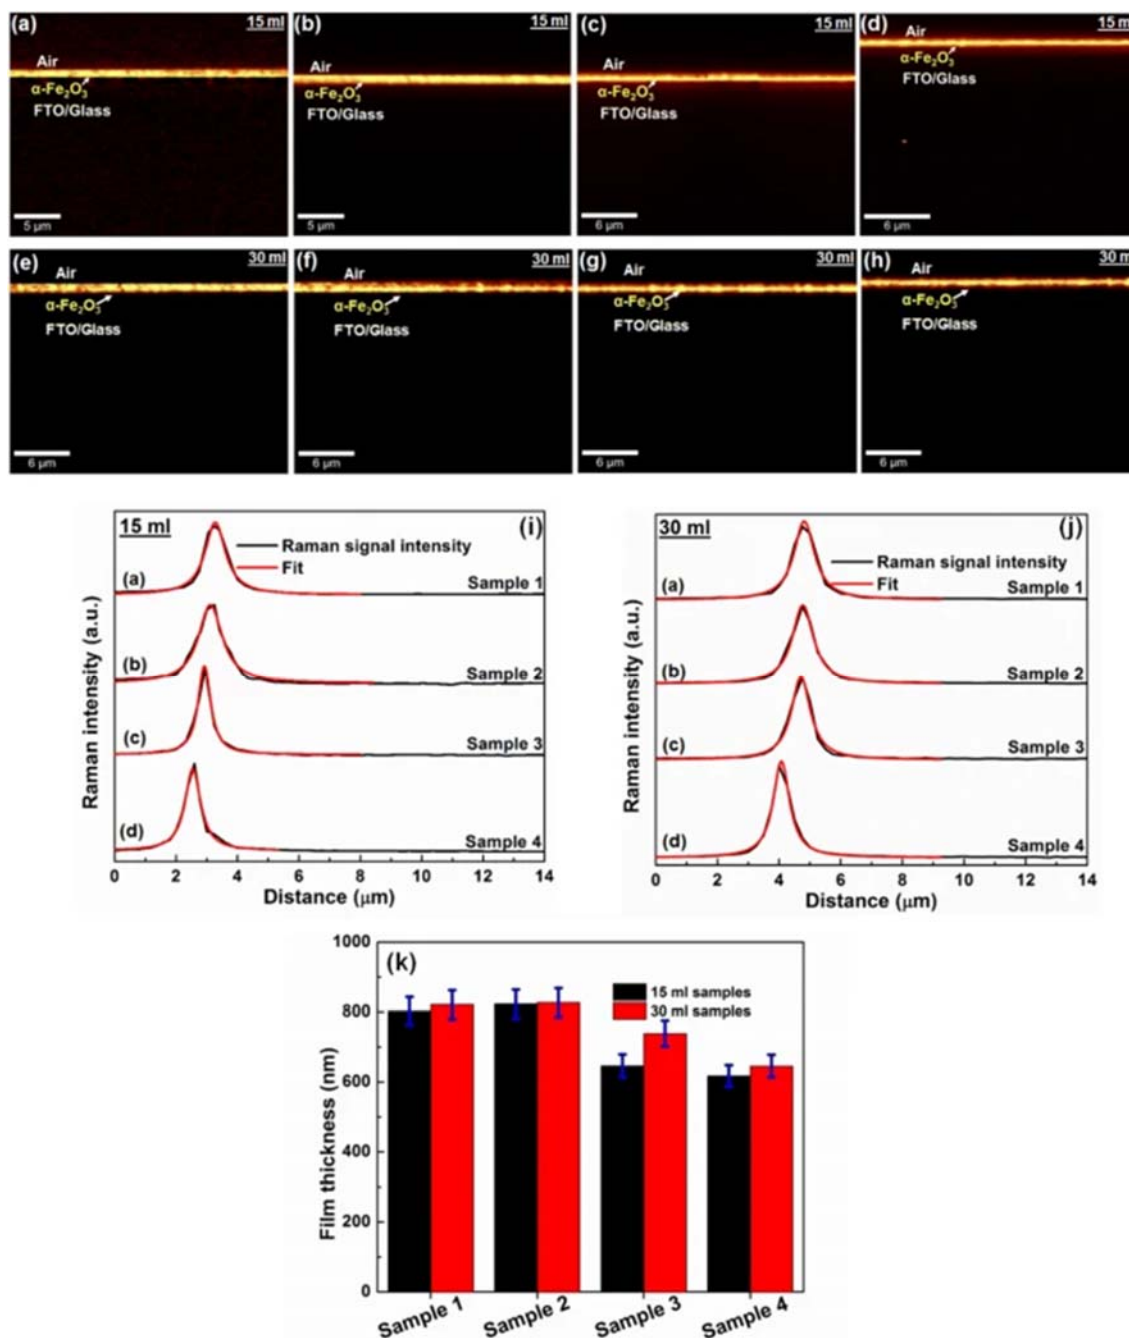 (a)
15 ml
Air
α-Fe₂O₃
FTO/Glass
5 μm
(b)
15 ml
Air
α-Fe₂O₃
FTO/Glass
5 μm
(c)
15 ml
Air
α-Fe₂O₃
FTO/Glass
6 μm
(d)
15 ml
Air
α-Fe₂O₃
FTO/Glass
6 μm
(e)
30 ml
Air
α-Fe₂O₃
FTO/Glass
6 μm
(f)
30 ml
Air
α-Fe₂O₃
FTO/Glass
6 μm
(g)
30 ml
Air
α-Fe₂O₃
FTO/Glass
6 μm
(h)
30 ml
Air
α-Fe₂O₃
FTO/Glass
6 μm
15 ml
(i)
Raman signal intensity
Fit
(a)
Sample 1
(b)
Sample 2
(c)
Sample 3
(d)
Sample 4
Raman intensity (a.u.)
0 2 4 6 8 10 12 14
Distance (μm)
30 ml
(j)
Raman signal intensity
Fit
(a)
Sample 1
(b)
Sample 2
(c)
Sample 3
(d)
Sample 4
Raman intensity (a.u.)
0 2 4 6 8 10 12 14
Distance (μm)
(k)
15 ml samples
30 ml samples
Film thickness (nm)
1000
800
600
400
200
0
Sample 1 Sample 2 Sample 3 Sample 4